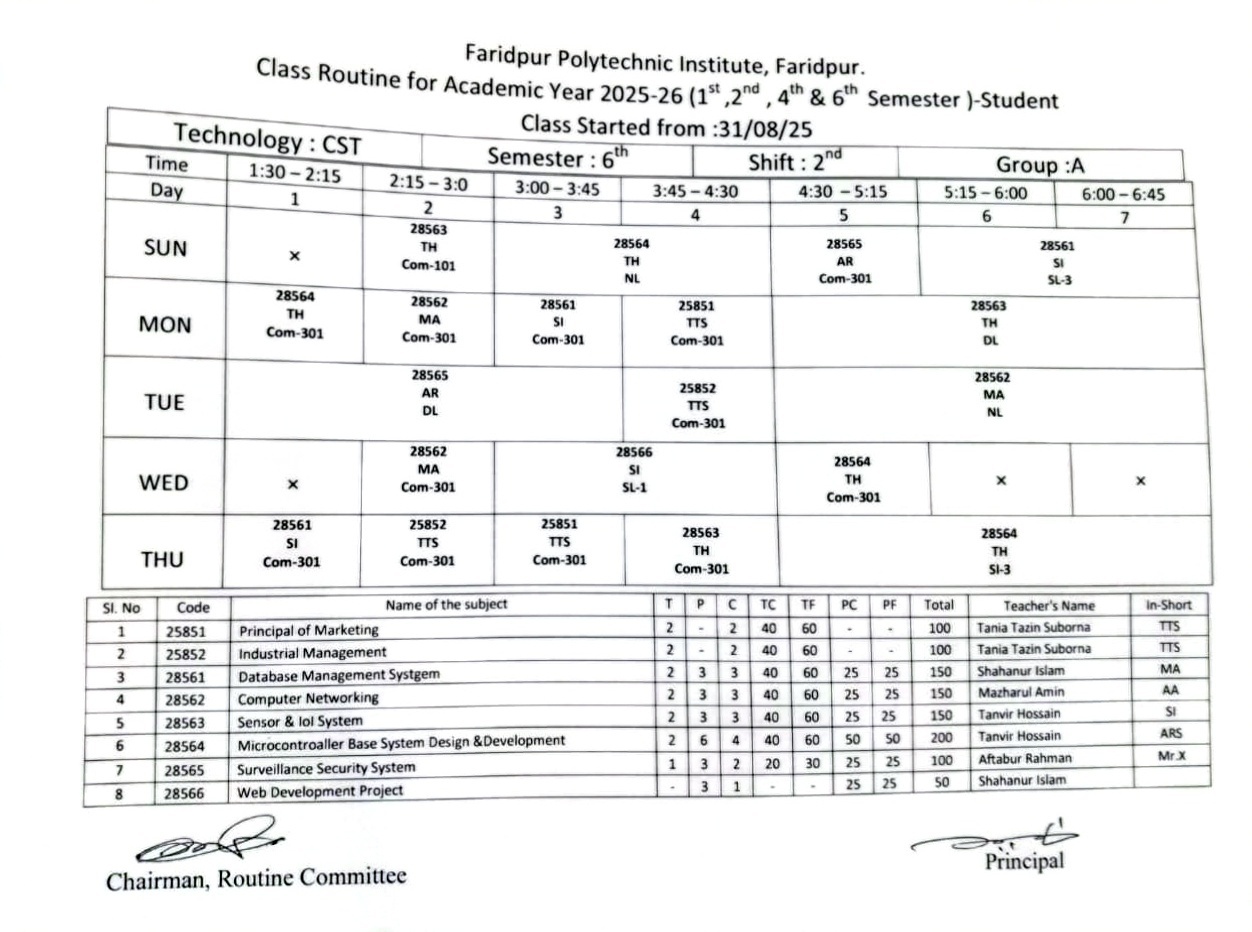 Faridpur Polytechnic Institute, Faridpur.
Class Routine for Academic Year 2025-26 (1st ,2nd , 4th & 6th Semester )-Student
Class Started from :31/08/25
Technology : CST Semester : 6th Shift : 2nd Group :A
Time 1:30 – 2:15 2:15 – 3:0 3:00 – 3:45 3:45 – 4:30 4:30 – 5:15 5:15 – 6:00 6:00 – 6:45
Day 1 2 3 4 5 6 7
28563 28564 28565 28561
SUN × TH TH AR SI
Com-101 NL Com-301 SL-3
28564 28562 28561 25851 28563
MON TH MA SI TTS TH
Com-301 Com-301 Com-301 Com-301 DL
28565 25852 28562
TUE AR TTS MA
DL Com-301 NL
28562 28566 28564
WED × MA SI TH × ×
Com-301 SL-1 Com-301
28561 25852 25851 28563 28564
THU SI TTS TTS TH TH
Com-301 Com-301 Com-301 Com-301 SI-3
Sl. No Code Name of the subject T P C TC TF PC PF Total Teacher's Name In-Short
1 25851 Principal of Marketing 2 - 2 40 60 - - 100 Tania Tazin Suborna TTS
2 25852 Industrial Management 2 - 2 40 60 - - 100 Tania Tazin Suborna TTS
3 28561 Database Management Systgem 2 3 3 40 60 25 25 150 Shahanur Islam MA
4 28562 Computer Networking 2 3 3 40 60 25 25 150 Mazharul Amin AA
5 28563 Sensor & IoI System 2 3 3 40 60 25 25 150 Tanvir Hossain SI
6 28564 Microcontroaller Base System Design &Development 2 6 4 40 60 50 50 200 Tanvir Hossain ARS
7 28565 Surveillance Security System 1 3 2 20 30 25 25 100 Aftabur Rahman Mr.X
8 28566 Web Development Project - 3 1 - - 25 25 50 Shahanur Islam
Chairman, Routine Committee
Principal